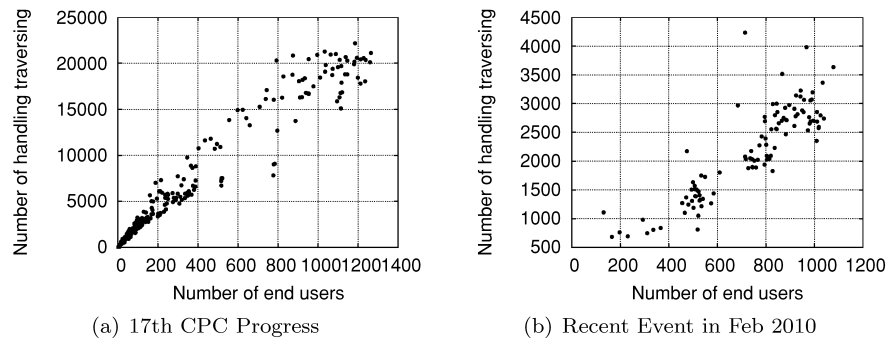 Number of handling traversing
25000
20000
15000
10000
5000
0
0 200 400 600 800 1000 1200 1400
Number of end users
(a) 17th CPC Progress
Number of handling traversing
4500
4000
3500
3000
2500
2000
1500
1000
500
0 200 400 600 800 1000 1200
Number of end users
(b) Recent Event in Feb 2010